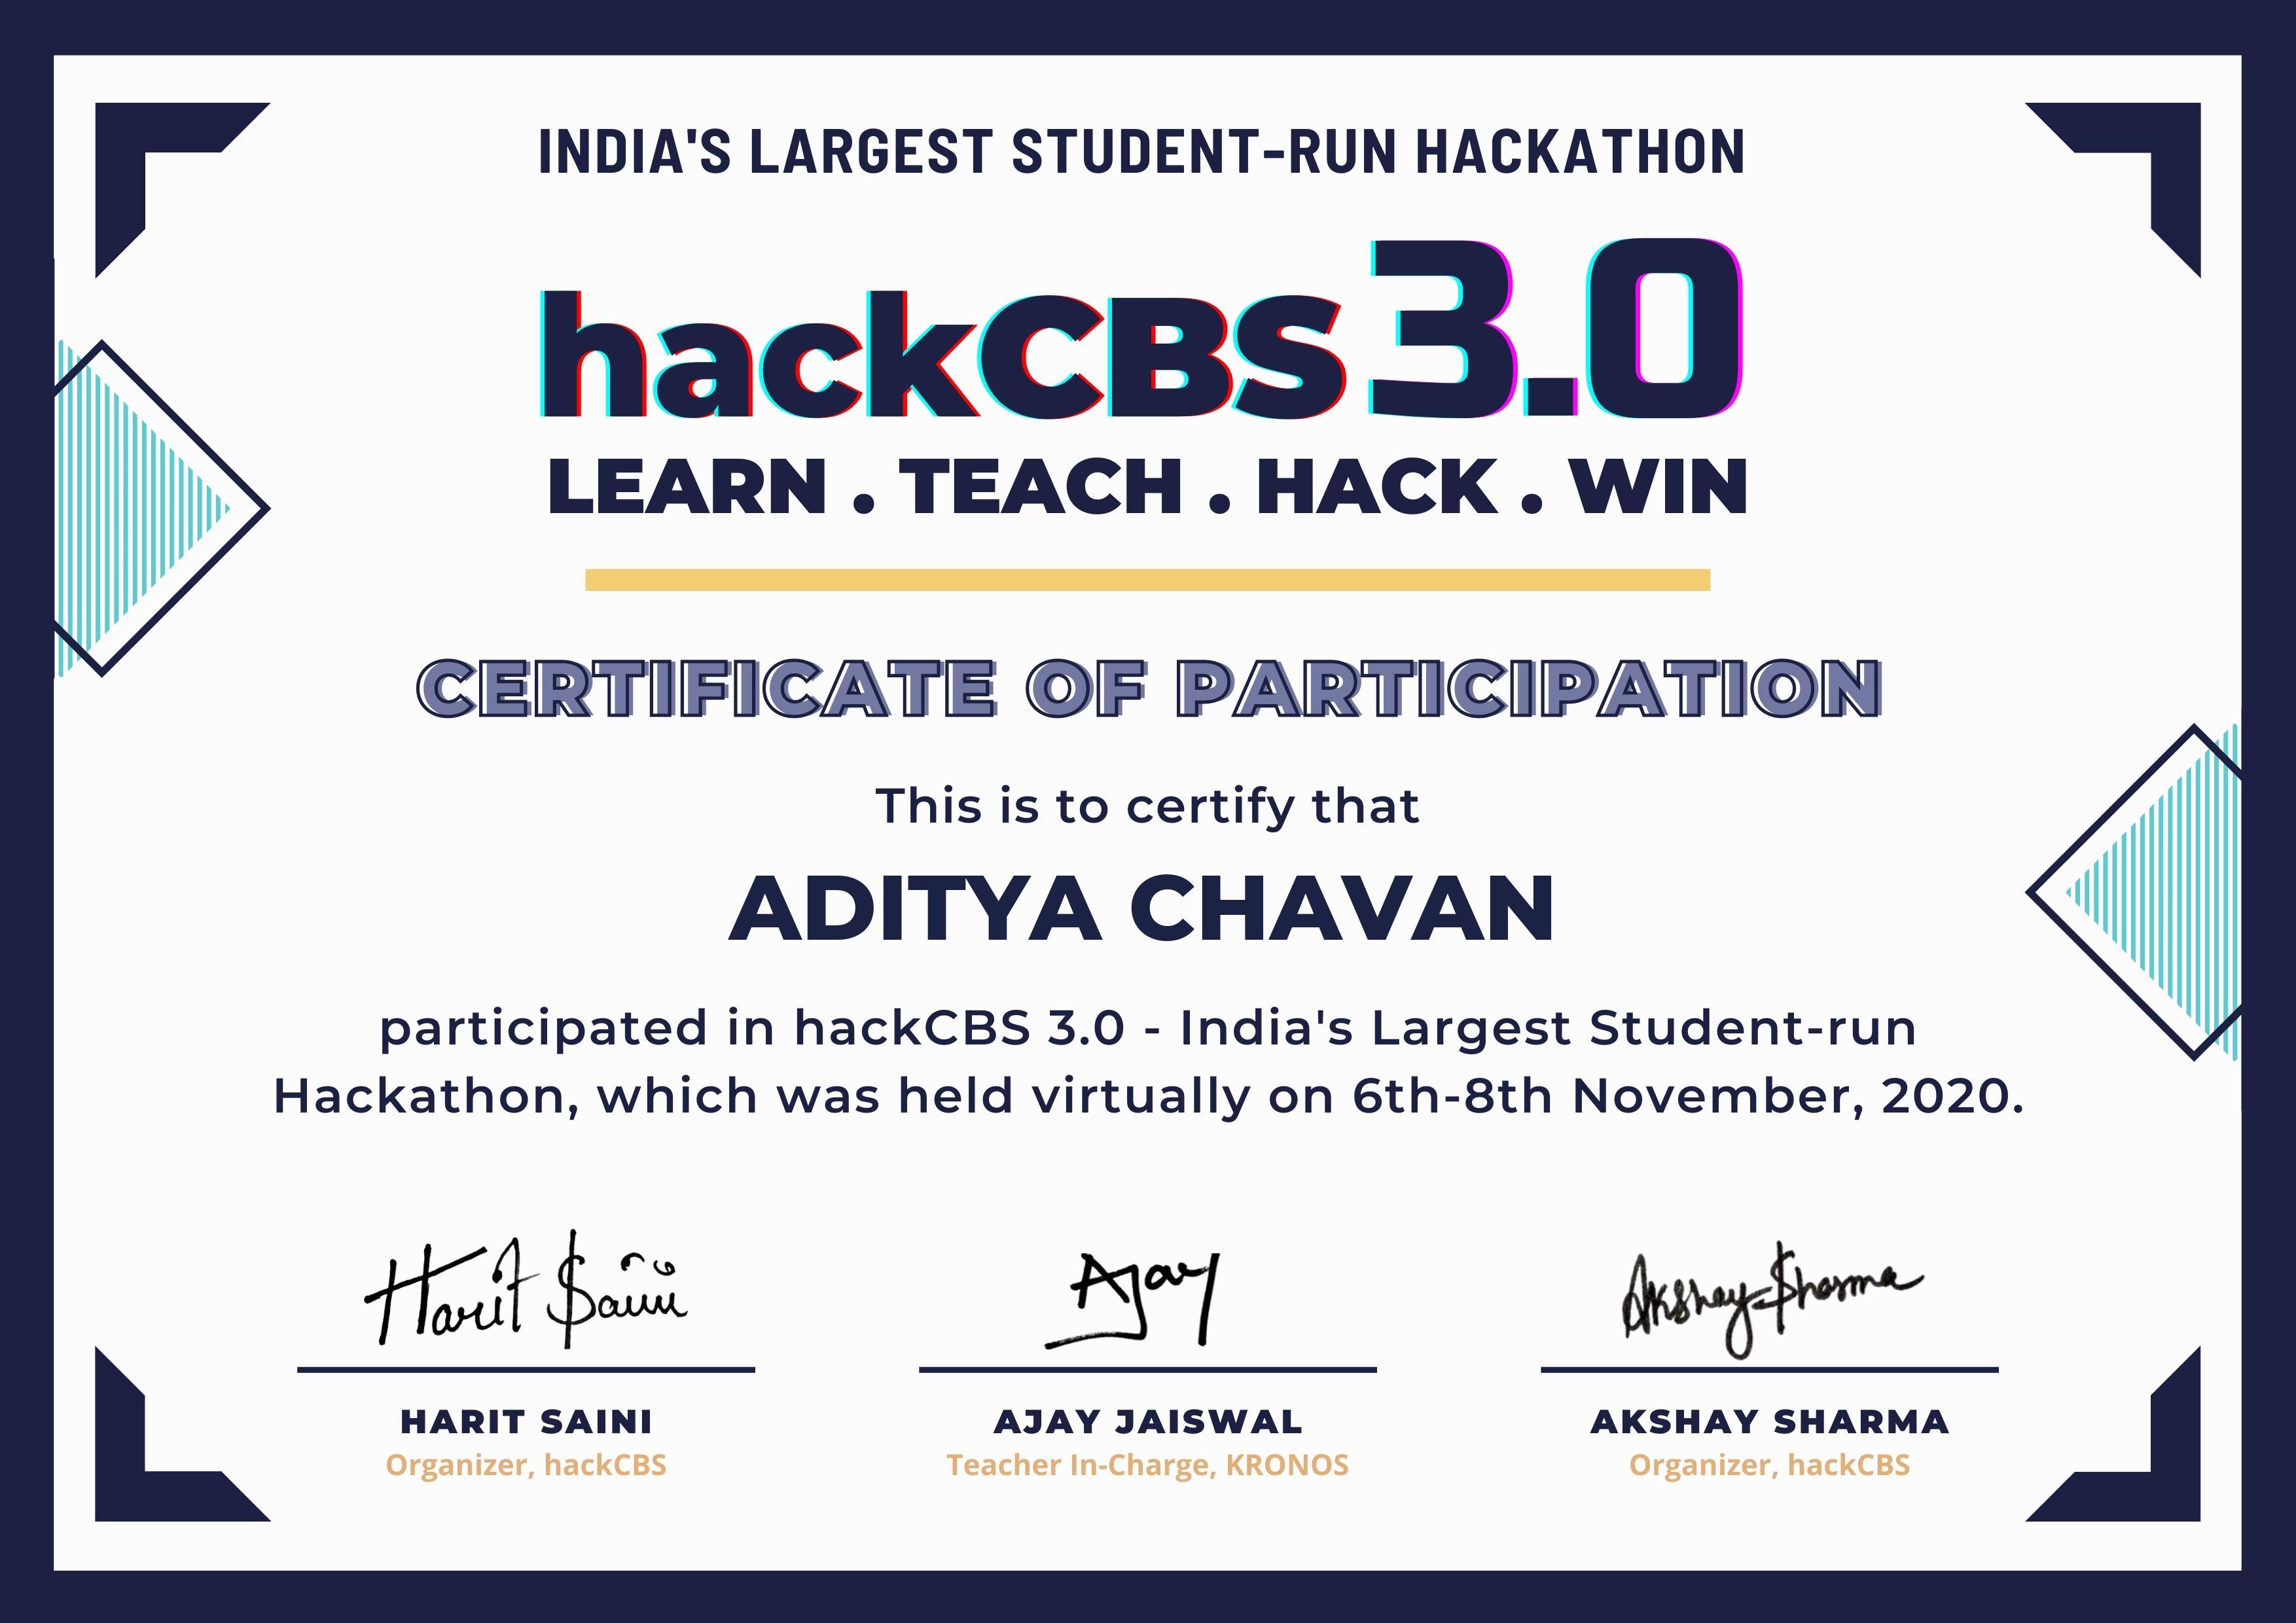 INDIA'S LARGEST STUDENT-RUN HACKATHON
hackCBS 3.0
LEARN . TEACH . HACK . WIN
CERTIFICATE OF PARTICIPATION
This is to certify that
ADITYA CHAVAN
participated in hackCBS 3.0 - India's Largest Student-run
Hackathon, which was held virtually on 6th-8th November, 2020.
Harit Saini
Ajay
Akshay Sharma
HARIT SAINI
AJAY JAISWAL
AKSHAY SHARMA
Organizer, hackCBS
Teacher In-Charge, KRONOS
Organizer, hackCBS